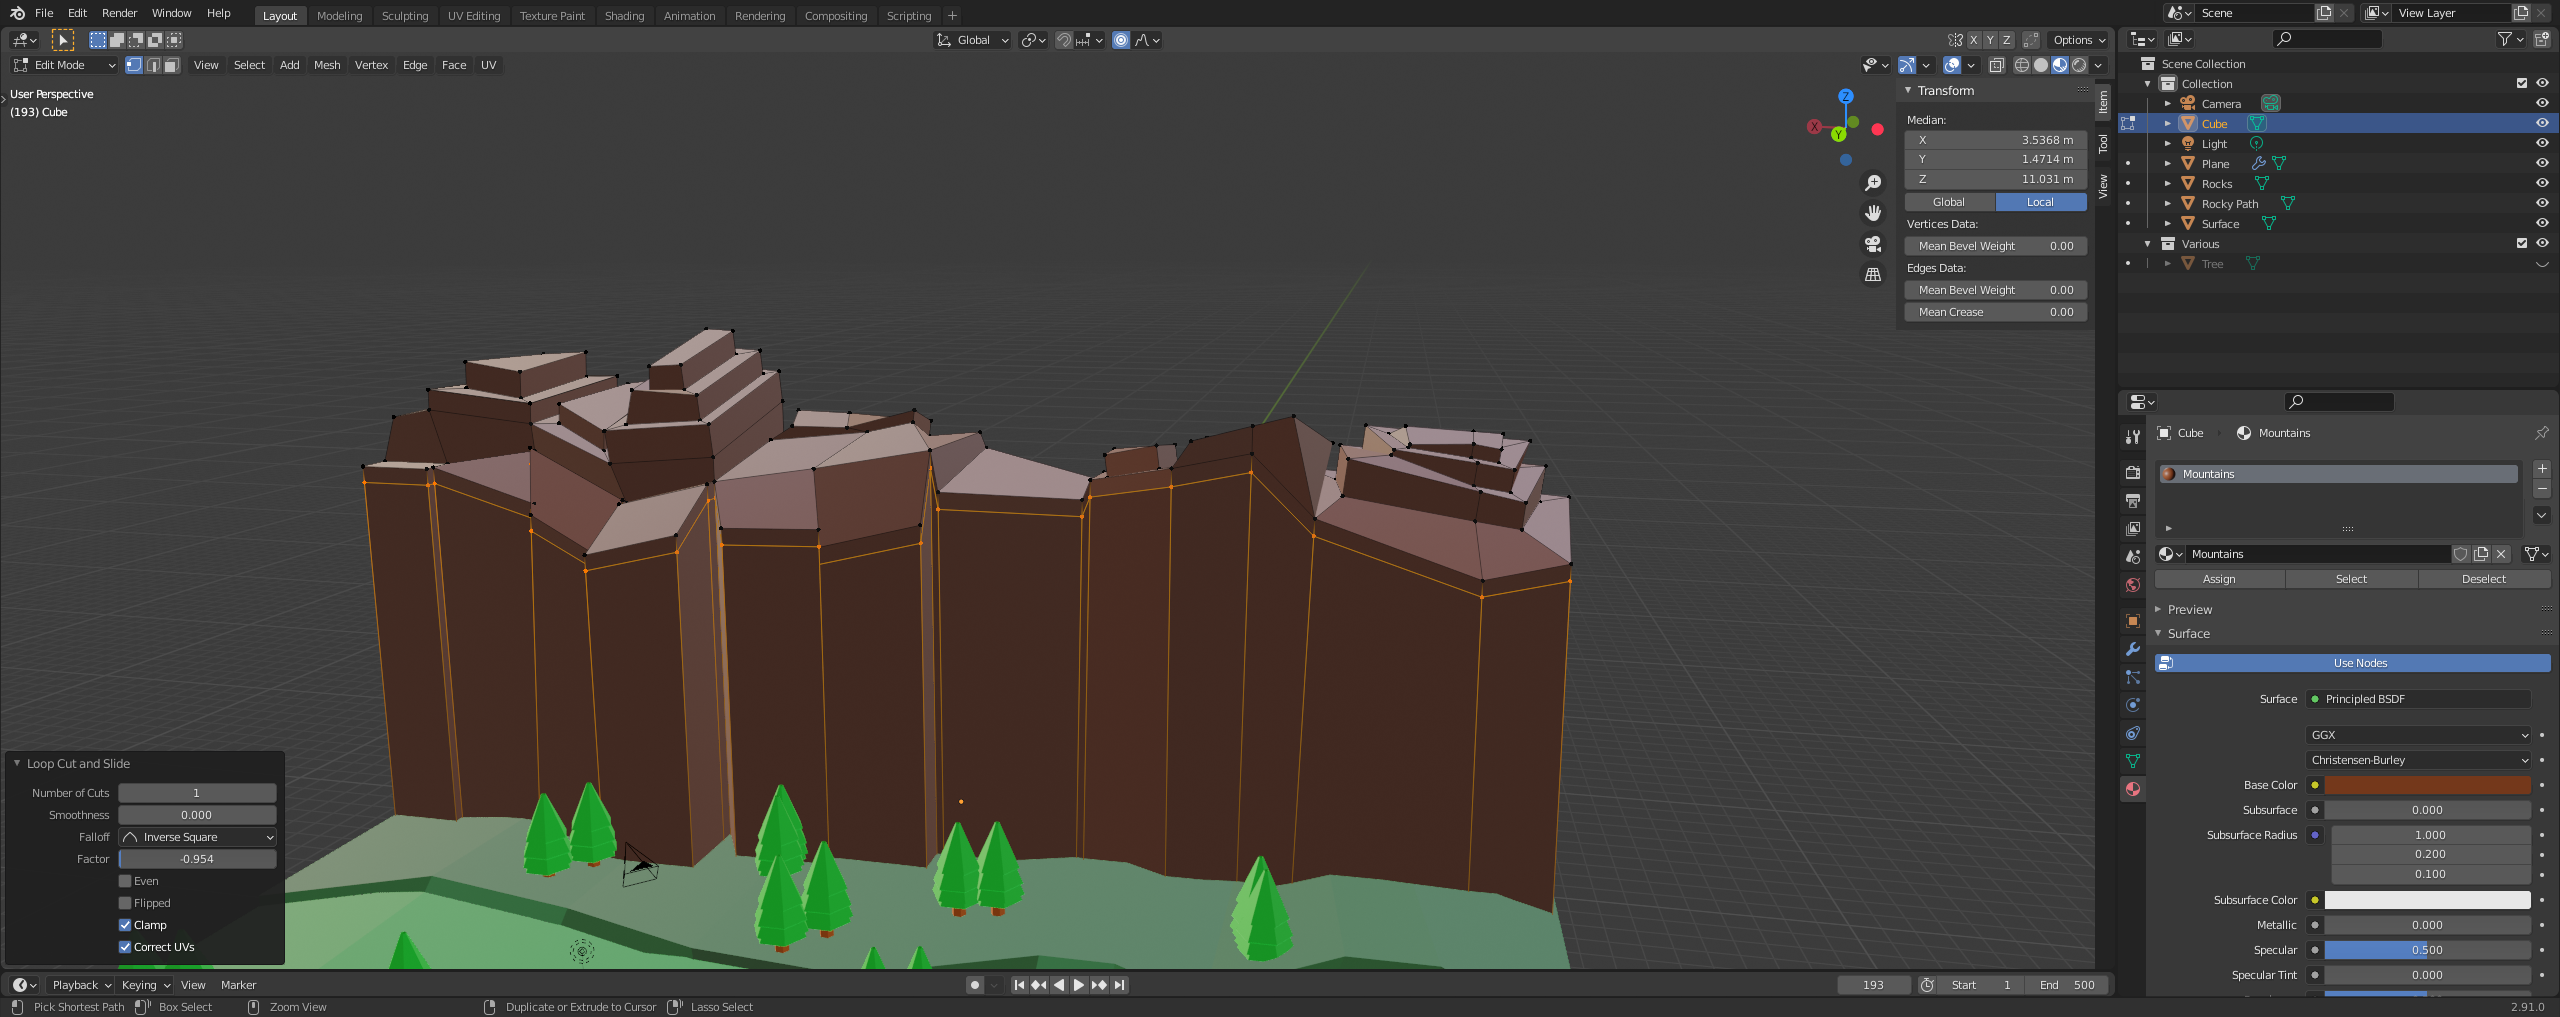 File Edit Render Window Help Layout Modeling Sculpting UV Editing Texture Paint Shading Animation Rendering Compositing Scripting + Scene View Layer
Global X Y Z Options
Edit Mode View Select Add Mesh Vertex Edge Face UV
User Perspective
(193) Cube
Z
X
Y
Transform
Median:
X 3.5368 m
Y 1.4714 m
Z 11.031 m
Global Local
Vertices Data:
Mean Bevel Weight 0.00
Edges Data:
Mean Bevel Weight 0.00
Mean Crease 0.00
Item
Tool
View
Scene Collection
Collection
Camera
Cube
Light
Plane
Rocks
Rocky Path
Surface
Various
Tree
Cube Mountains
Mountains
Mountains
Assign Select Deselect
Preview
Surface
Use Nodes
Surface Principled BSDF
GGX
Christensen-Burley
Base Color
Subsurface 0.000
Subsurface Radius 1.000
0.200
0.100
Subsurface Color
Metallic 0.000
Specular 0.500
Specular Tint 0.000
Loop Cut and Slide
Number of Cuts 1
Smoothness 0.000
Falloff Inverse Square
Factor -0.954
Even
Flipped
Clamp
Correct UVs
Playback Keying View Marker 193 Start 1 End 500
Pick Shortest Path Box Select Zoom View Duplicate or Extrude to Cursor Lasso Select 2.91.0